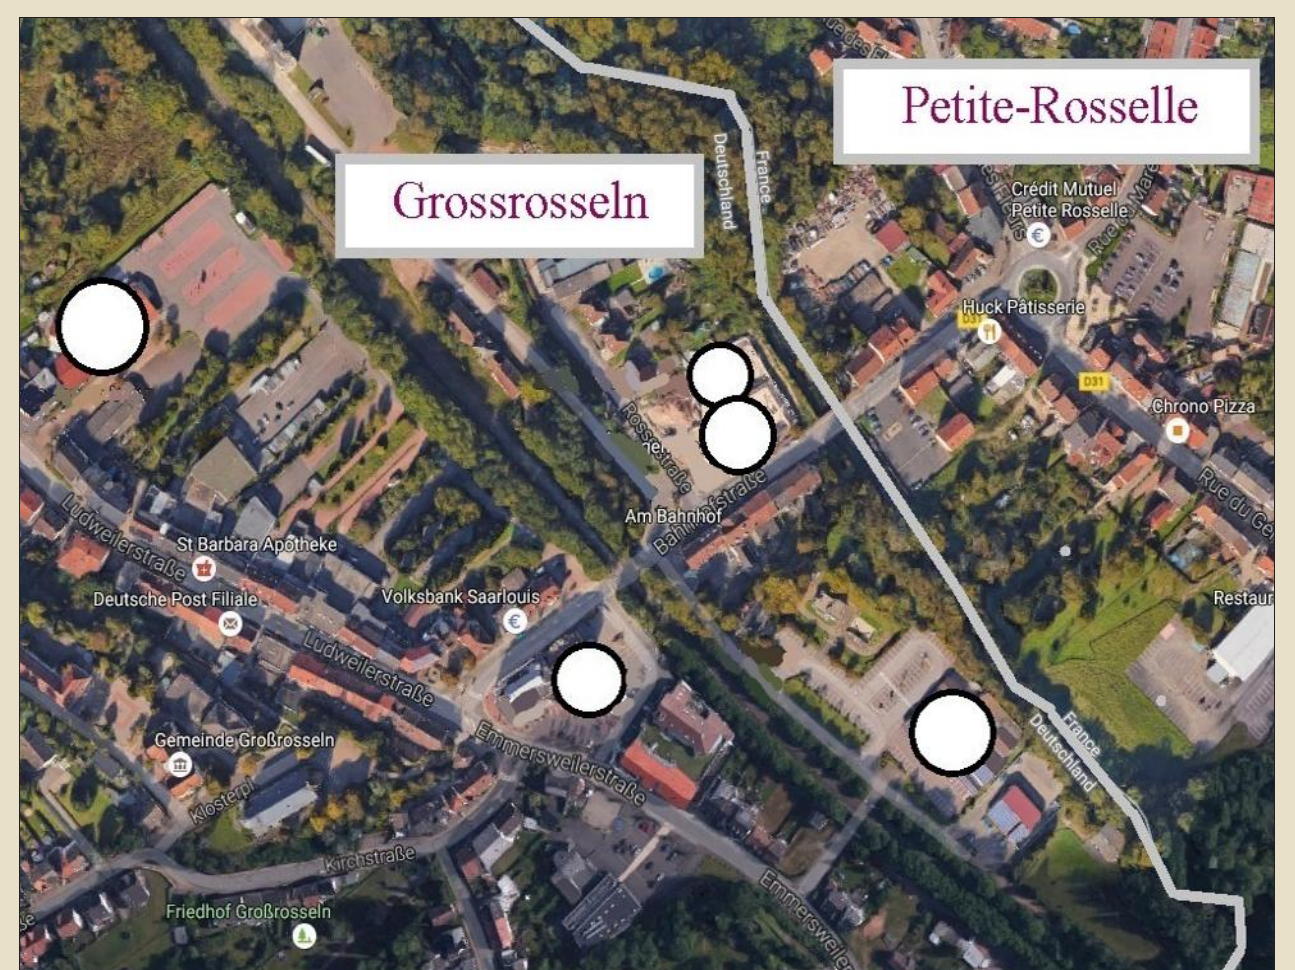 Petite-Rosselle
Grossrosseln
France
Deutschland
Crédit Mutuel
Petite Rosselle
Huck Pâtisserie
D31
D31
Chrono Pizza
Rue du Ge
Restaur
Rosselstraße
Am Bahnhof
Bahnhofstraße
Ludweilerstraße
St Barbara Apotheke
Deutsche Post Filiale
Volksbank Saarlouis
Ludweilerstraße
Emmersweilerstraße
Gemeinde Großrosseln
Klosterpl
Kirchstraße
France
Deutschland
Emmersweiler
Friedhof Großrosseln